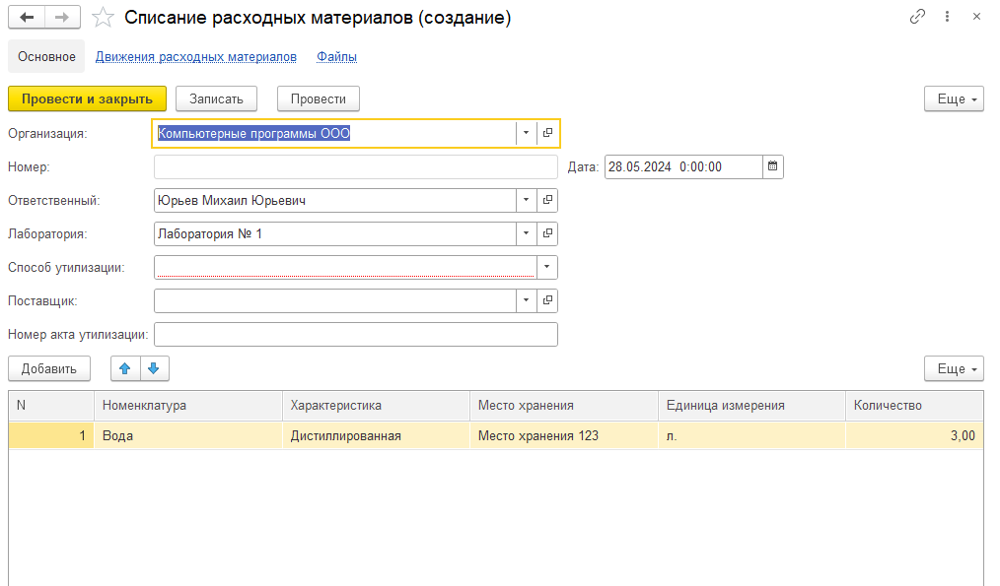 Списание расходных материалов (создание)
Основное Движения расходных материалов Файлы
Провести и закрыть Записать Провести Еще
Организация: Компьютерные программы ООО
Номер: Дата: 28.05.2024 0:00:00
Ответственный: Юрьев Михаил Юрьевич
Лаборатория: Лаборатория № 1
Способ утилизации:
Поставщик:
Номер акта утилизации:
Добавить Еще
N Номенклатура Характеристика Место хранения Единица измерения Количество
1 Вода Дистиллированная Место хранения 123 л. 3,00